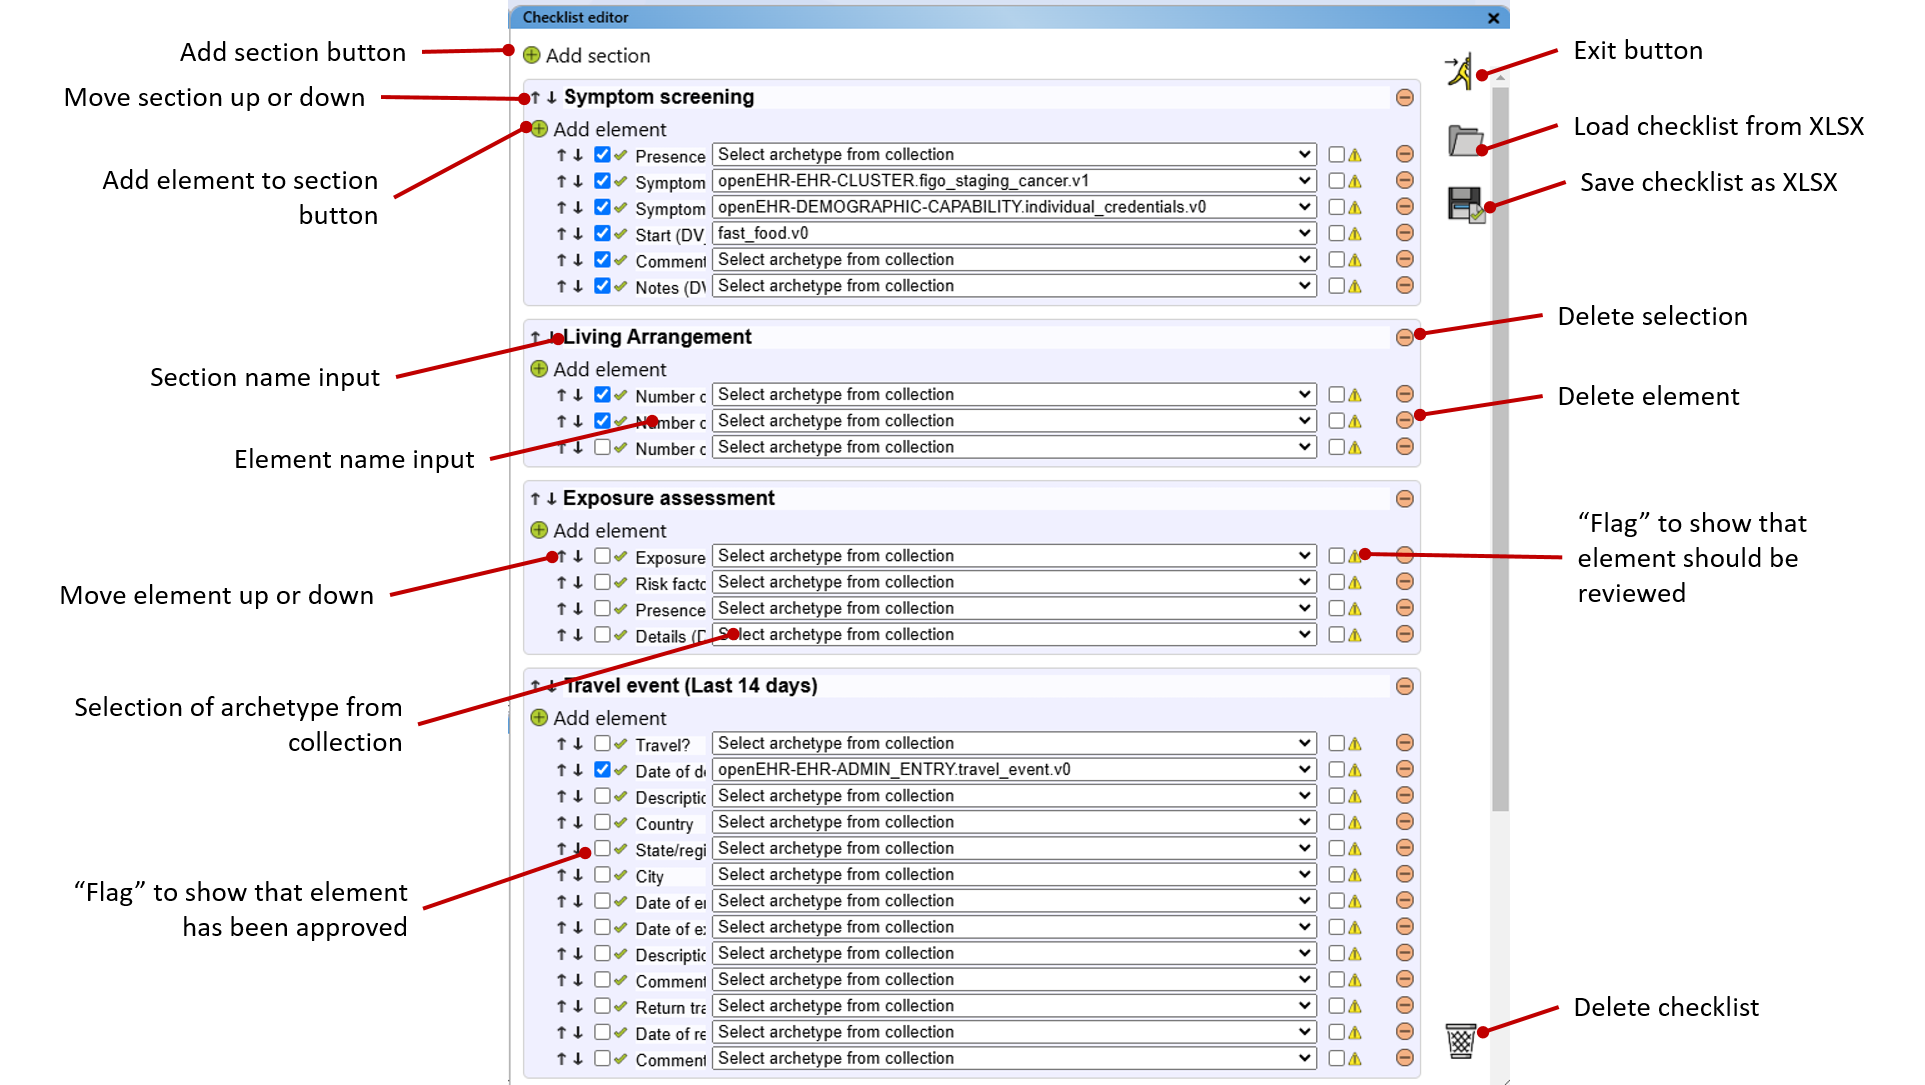 Checklist editor
Add section button
Add section
Exit button
Move section up or down
Symptom screening
Load checklist from XLSX
Add element
Add element to section
button
Presence Select archetype from collection
Symptom openEHR-EHR-CLUSTER.figo_staging_cancer.v1
Save checklist as XLSX
Symptom openEHR-DEMOGRAPHIC-CAPABILITY.individual_credentials.v0
Start (DV_ fast_food.v0
Comment Select archetype from collection
Notes (DV Select archetype from collection
Delete selection
Living Arrangement
Section name input
Add element
Number c Select archetype from collection
Delete element
Number c Select archetype from collection
Number c Select archetype from collection
Element name input
Exposure assessment
Add element
"Flag" to show that
element should be
reviewed
Exposure Select archetype from collection
Risk factc Select archetype from collection
Move element up or down
Presence Select archetype from collection
Details (D Select archetype from collection
Travel event (Last 14 days)
Selection of archetype from
collection
Add element
Travel? Select archetype from collection
Date of de openEHR-EHR-ADMIN_ENTRY.travel_event.v0
Descriptic Select archetype from collection
Country Select archetype from collection
State/regi Select archetype from collection
City Select archetype from collection
"Flag" to show that element
has been approved
Date of er Select archetype from collection
Date of ex Select archetype from collection
Descriptic Select archetype from collection
Comment Select archetype from collection
Return tra Select archetype from collection
Delete checklist
Date of re Select archetype from collection
Comment Select archetype from collection